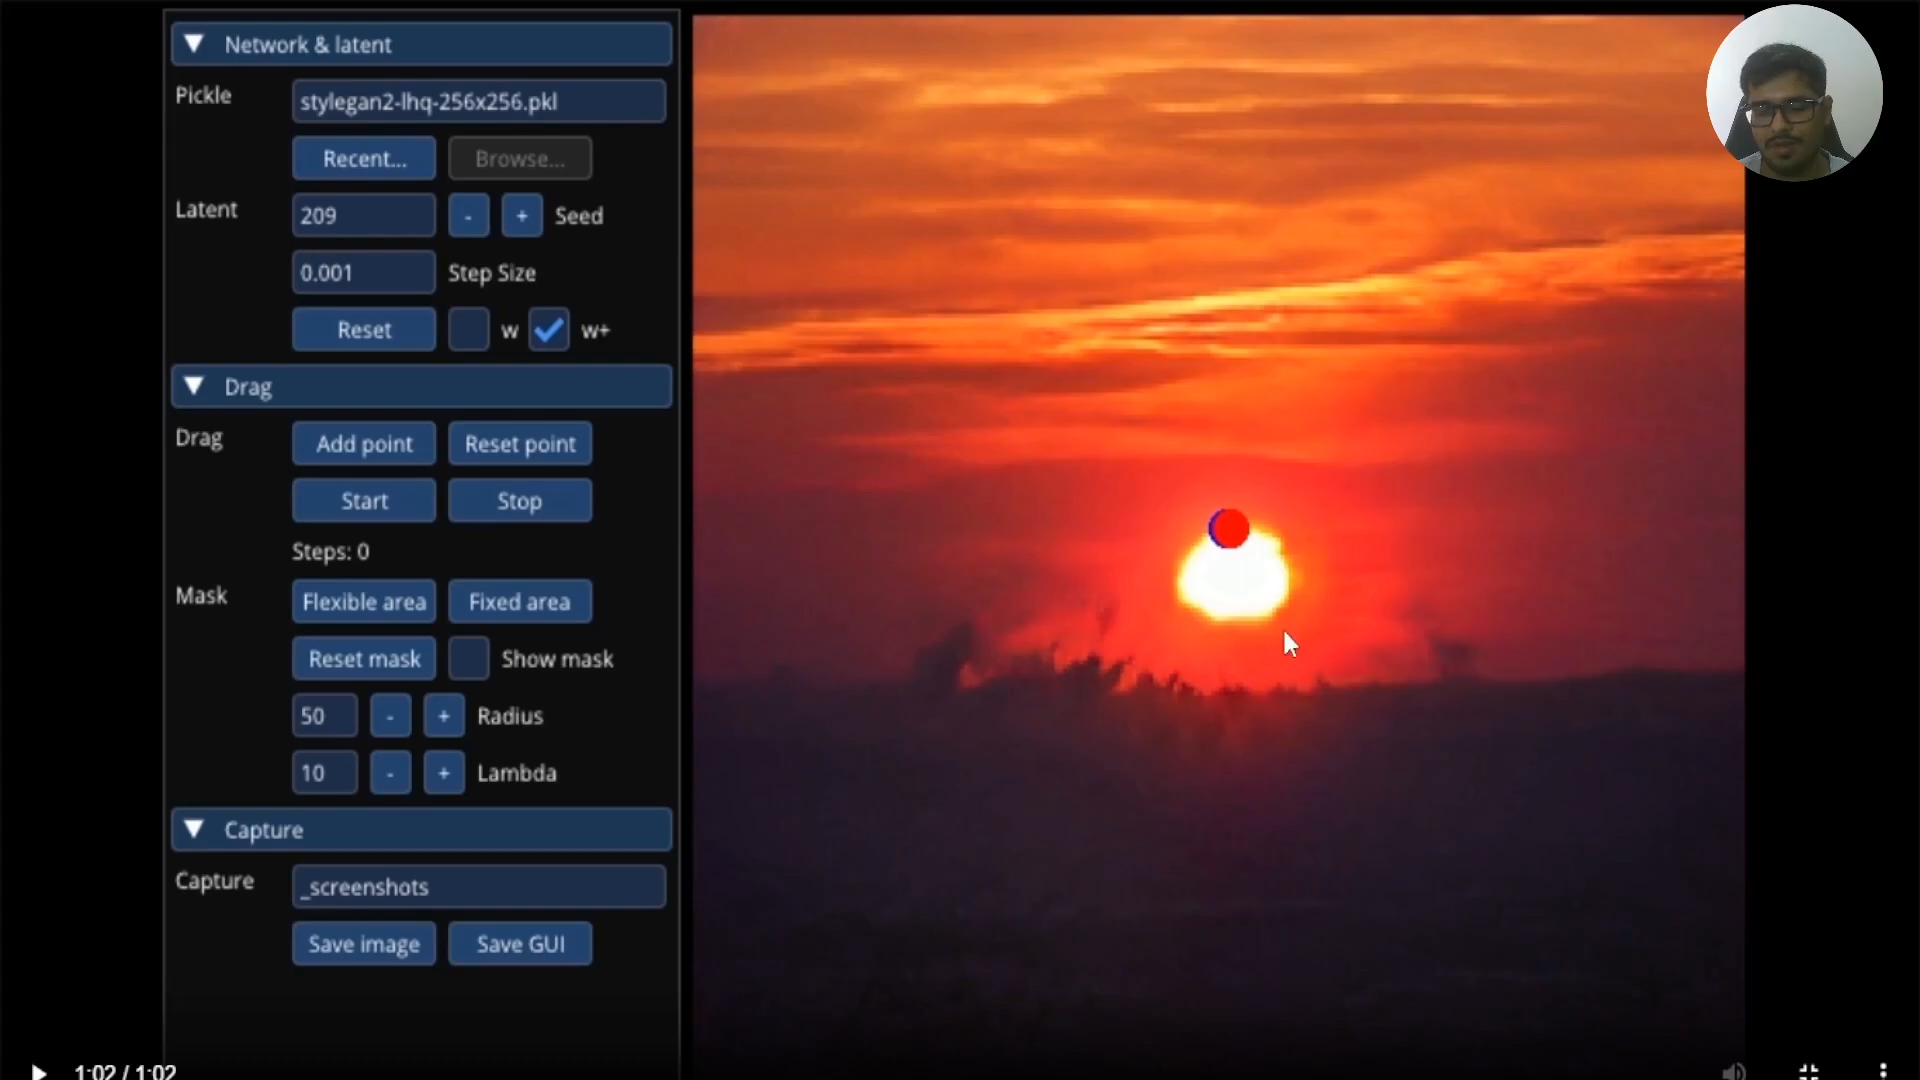 Network & latent
Pickle
stylegan2-lhq-256x256.pkl
Recent... Browse...
Latent
209 - + Seed
0.001 Step Size
Reset w w+
Drag
Drag
Add point Reset point
Start Stop
Steps: 0
Mask
Flexible area Fixed area
Reset mask Show mask
50 - + Radius
10 - + Lambda
Capture
Capture
_screenshots
Save image Save GUI
1:02 / 1:02